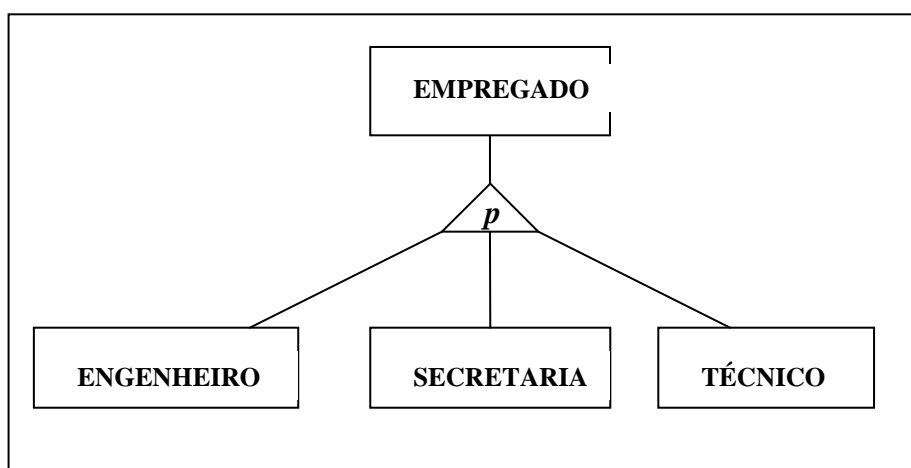 EMPREGADO
p
ENGENHEIRO
SECRETARIA
TÉCNICO